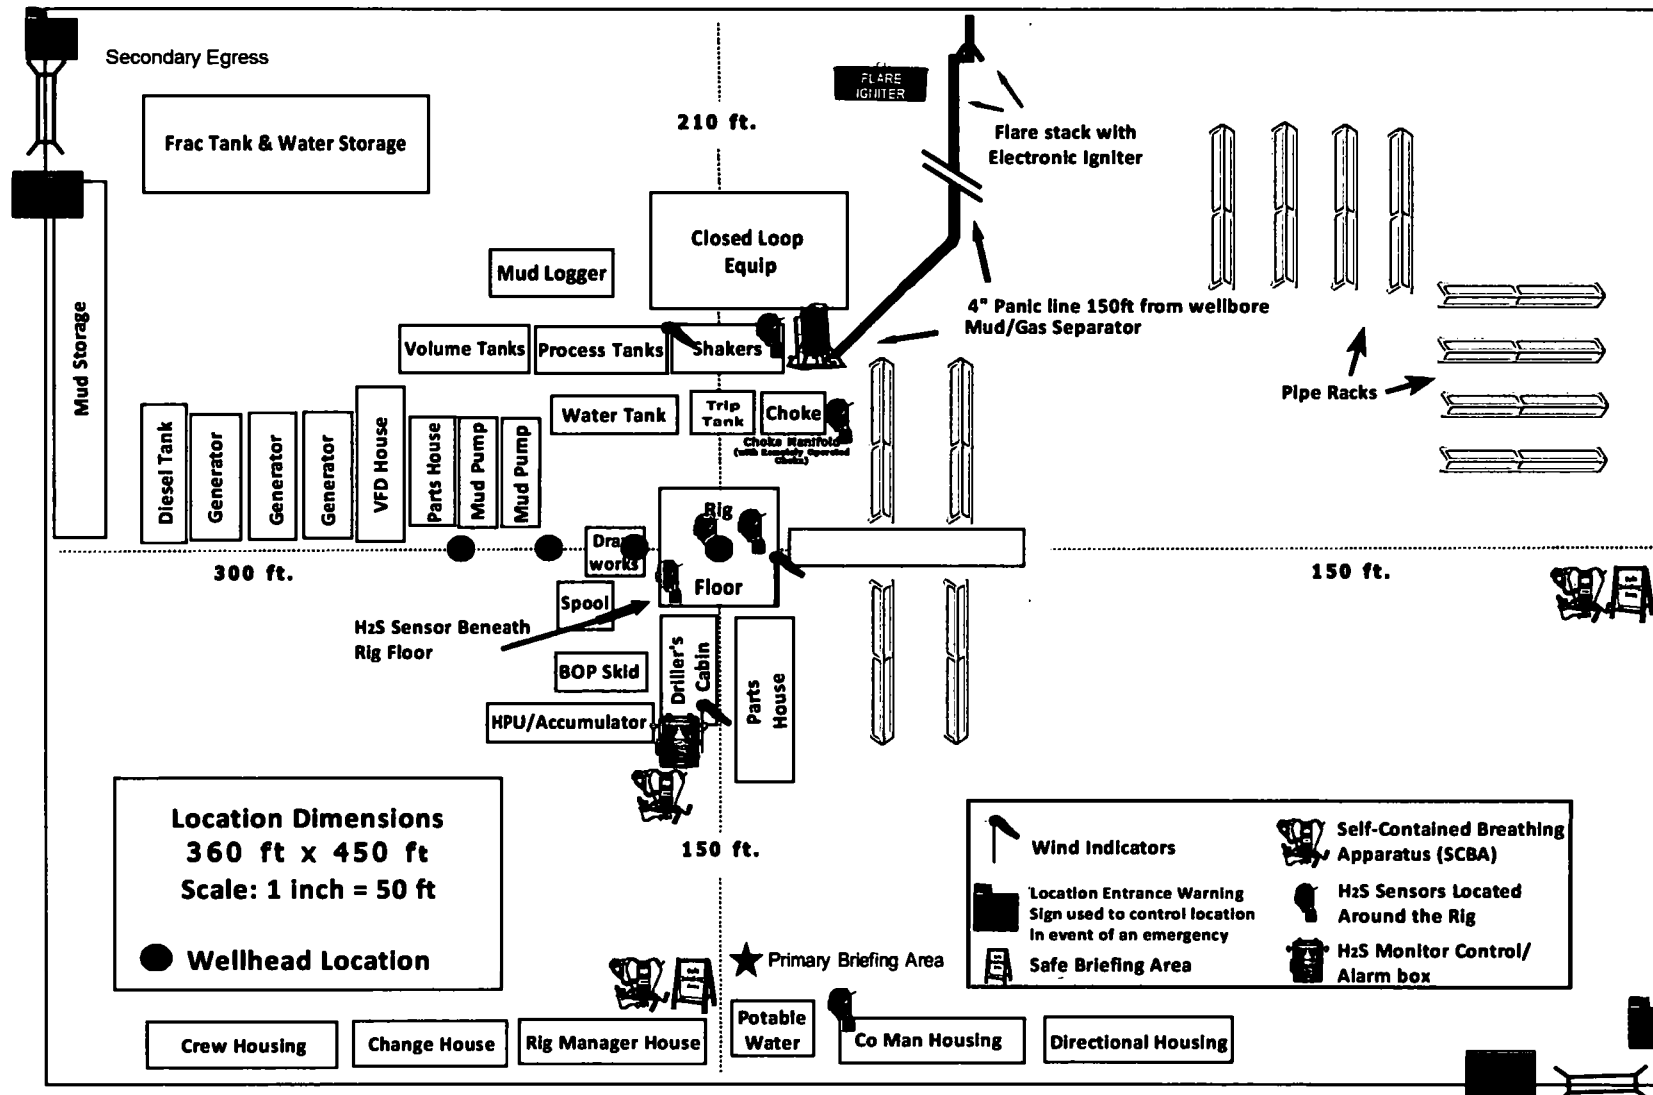 Secondary Egress
FLARE
IGNITER
Frac Tank & Water Storage
210 ft.
Flare stack with
Electronic Igniter
Closed Loop
Equip
Mud Logger
4" Panic line 150ft from wellbore
Mud/Gas Separator
Mud Storage
Volume Tanks
Process Tanks
Shakers
Pipe Racks
Water Tank
Trip
Tank
Choke
Choke Manifold
(with Remotely Operated
Choke)
Diesel Tank
Generator
Generator
Generator
VFD House
Parts House
Mud Pump
Mud Pump
Rig
Floor
works
300 ft.
150 ft.
Spool
H2S Sensor Beneath
Rig Floor
BOP Skid
Driller's
Cabin
Parts
House
HPU/Accumulator
Location Dimensions
360 ft x 450 ft
Scale: 1 inch = 50 ft
Wellhead Location
150 ft.
Wind Indicators
Location Entrance Warning
Sign used to control location
in event of an emergency
Safe Briefing Area
Self-Contained Breathing
Apparatus (SCBA)
H2S Sensors Located
Around the Rig
H2S Monitor Control/
Alarm box
Primary Briefing Area
Crew Housing
Change House
Rig Manager House
Potable
Water
Co Man Housing
Directional Housing